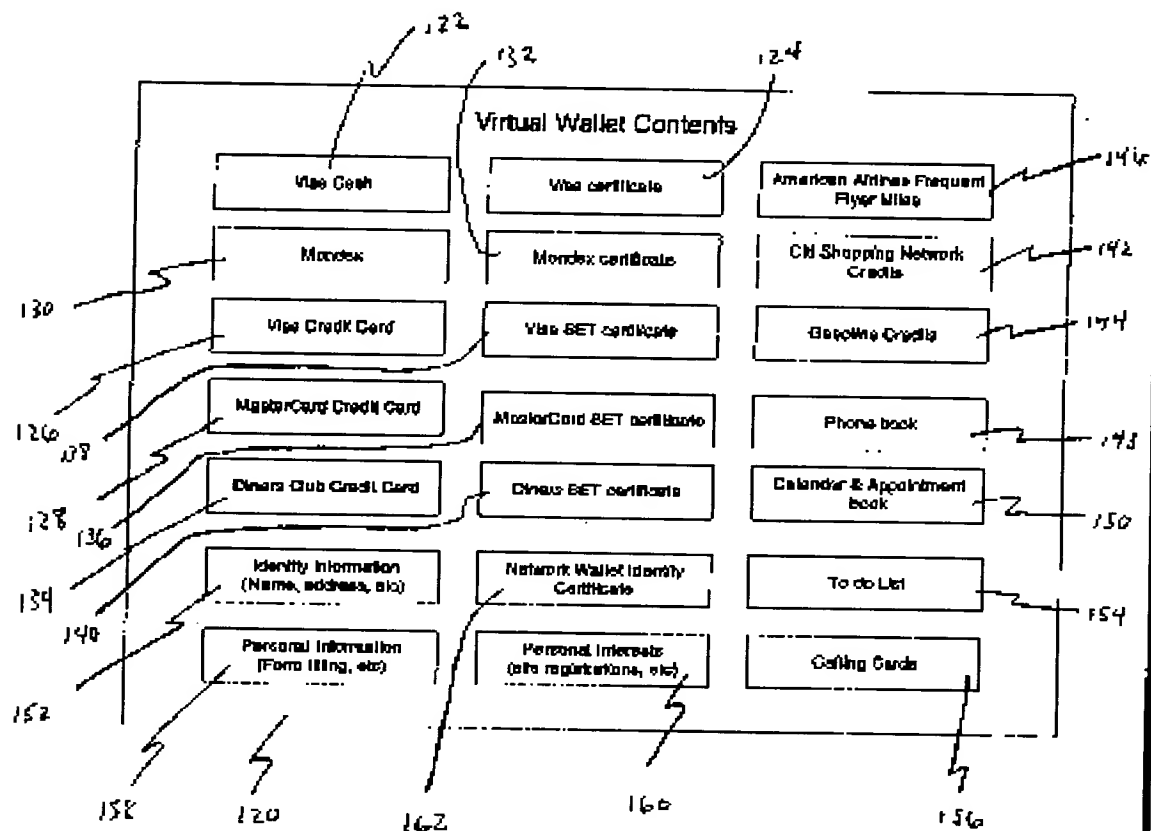 122
132
124
Virtual Wallet Contents
Visa Cash
Visa certificate
American Airlines Frequent
Flyer Miles
146
Mondex
Mondex certificate
Citi Shopping Network
Credits
142
130
Visa Credit Card
Visa SET certificate
Gasoline Credits
144
126
138
MasterCard Credit Card
MasterCard SET certificate
Phone book
148
128
136
Diners Club Credit Card
Diners SET certificate
Calendar & Appointment
book
150
134
140
Identity Information
(Name, address, etc)
Network Wallet Identity
Certificate
To do List
154
152
Personal Information
(Form filling, etc)
Personal Interests
(site registrations, etc)
Calling Cards
158
120
162
160
156